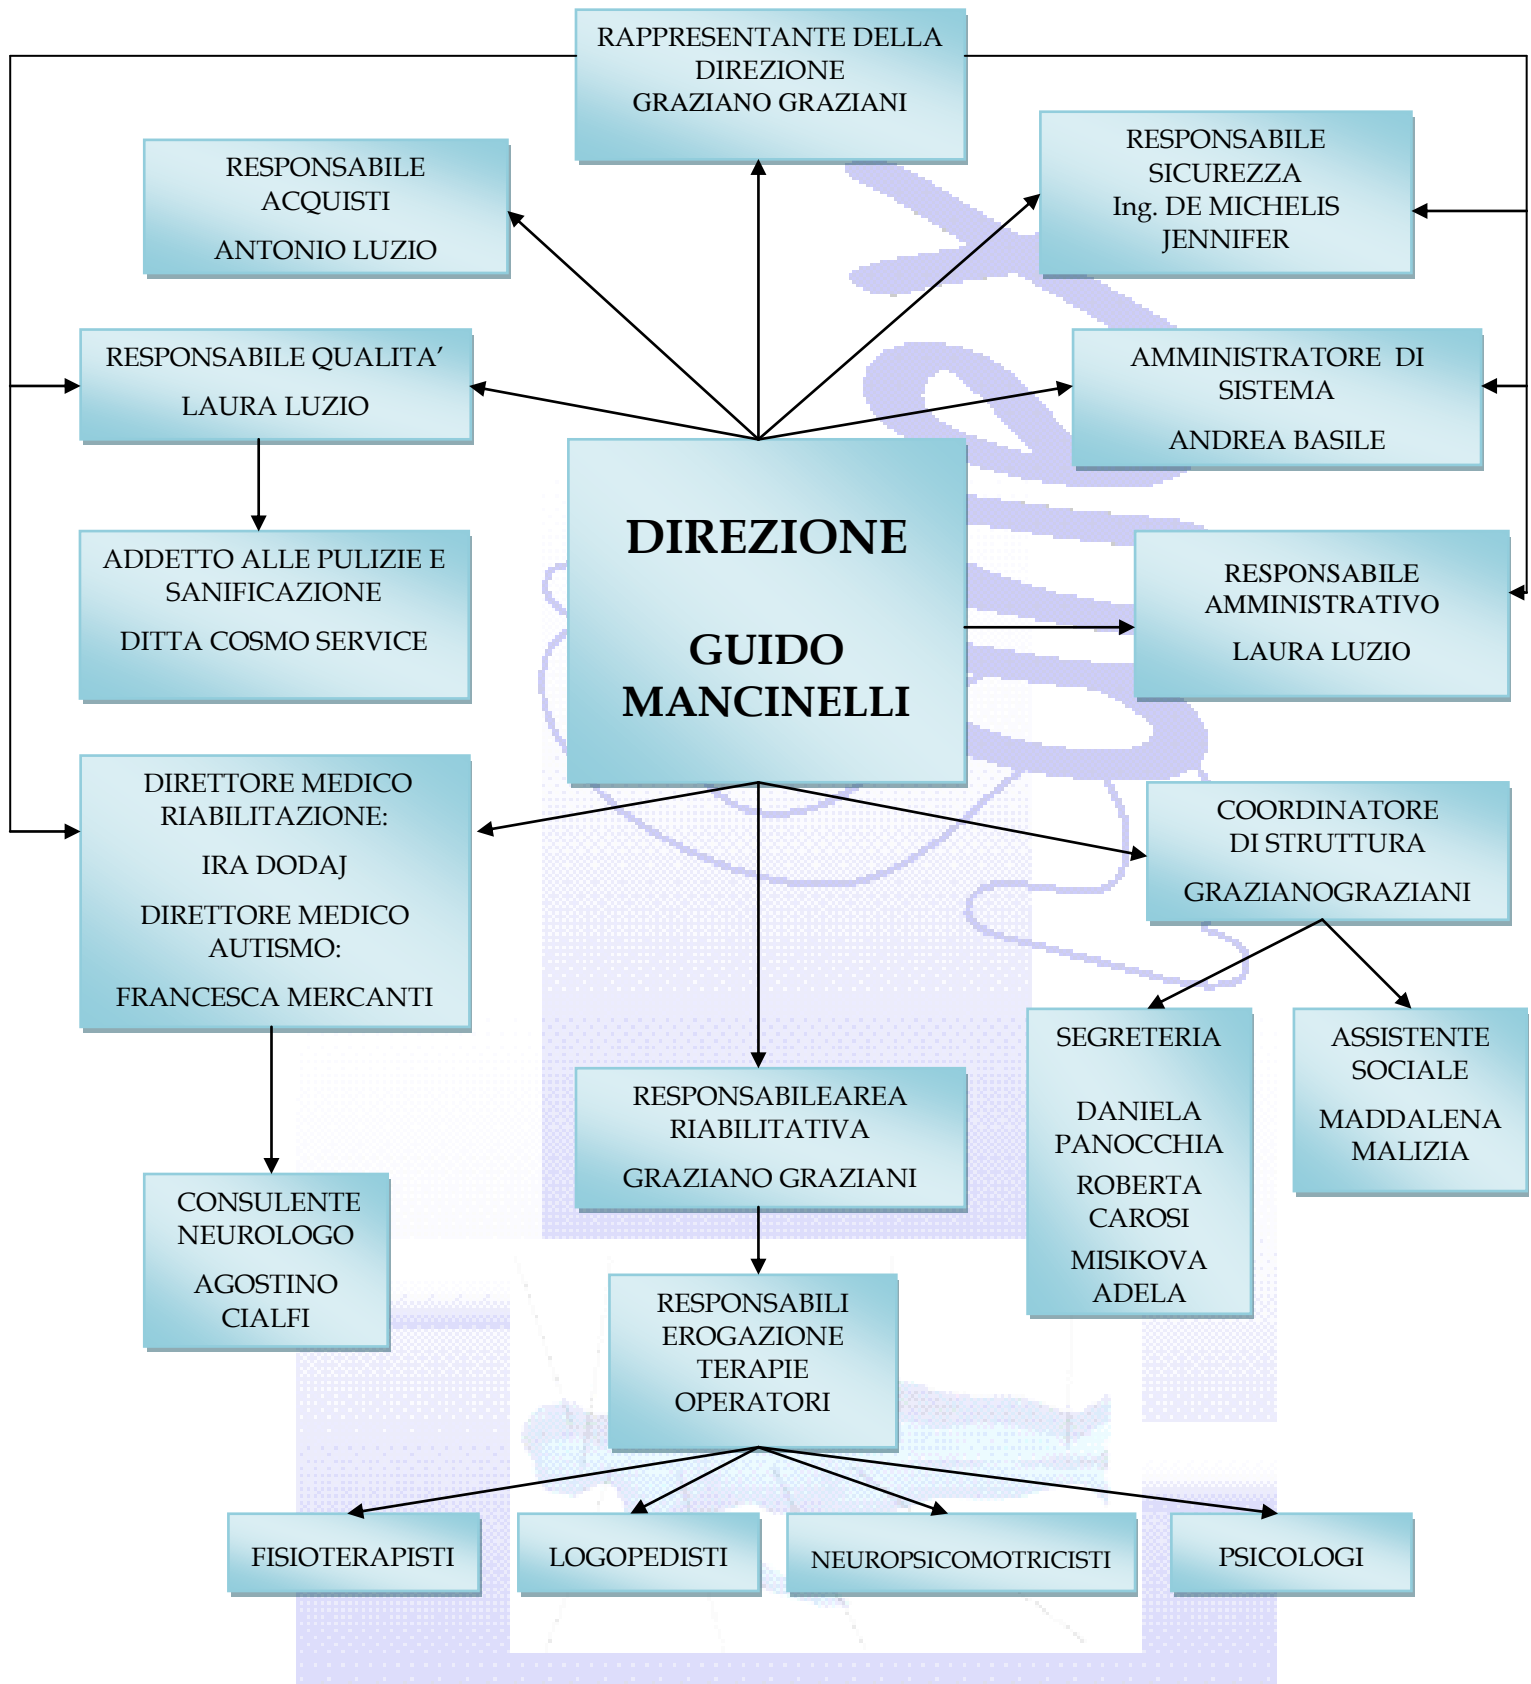 RAPPRESENTANTE DELLA
DIREZIONE
GRAZIANO GRAZIANI
RESPONSABILE
ACQUISTI
ANTONIO LUZIO
RESPONSABILE
SICUREZZA
Ing. DE MICHELIS
JENNIFER
RESPONSABILE QUALITA’
LAURA LUZIO
AMMINISTRATORE DI
SISTEMA
ANDREA BASILE
DIREZIONE
GUIDO
MANCINELLI
ADDETTO ALLE PULIZIE E
SANIFICAZIONE
DITTA COSMO SERVICE
RESPONSABILE
AMMINISTRATIVO
LAURA LUZIO
DIRETTORE MEDICO
RIABILITAZIONE:
IRA DODAJ
DIRETTORE MEDICO
AUTISMO:
FRANCESCA MERCANTI
COORDINATORE
DI STRUTTURA
GRAZIANOGRAZIANI
SEGRETERIA
DANIELA
PANOCCHIA
ROBERTA
CAROSI
MISIKOVA
ADELA
ASSISTENTE
SOCIALE
MADDALENA
MALIZIA
RESPONSABILEAREA
RIABILITATIVA
GRAZIANO GRAZIANI
CONSULENTE
NEUROLOGO
AGOSTINO
CIALFI
RESPONSABILI
EROGAZIONE
TERAPIE
OPERATORI
FISIOTERAPISTI
LOGOPEDISTI
NEUROPSICOMOTRICISTI
PSICOLOGI